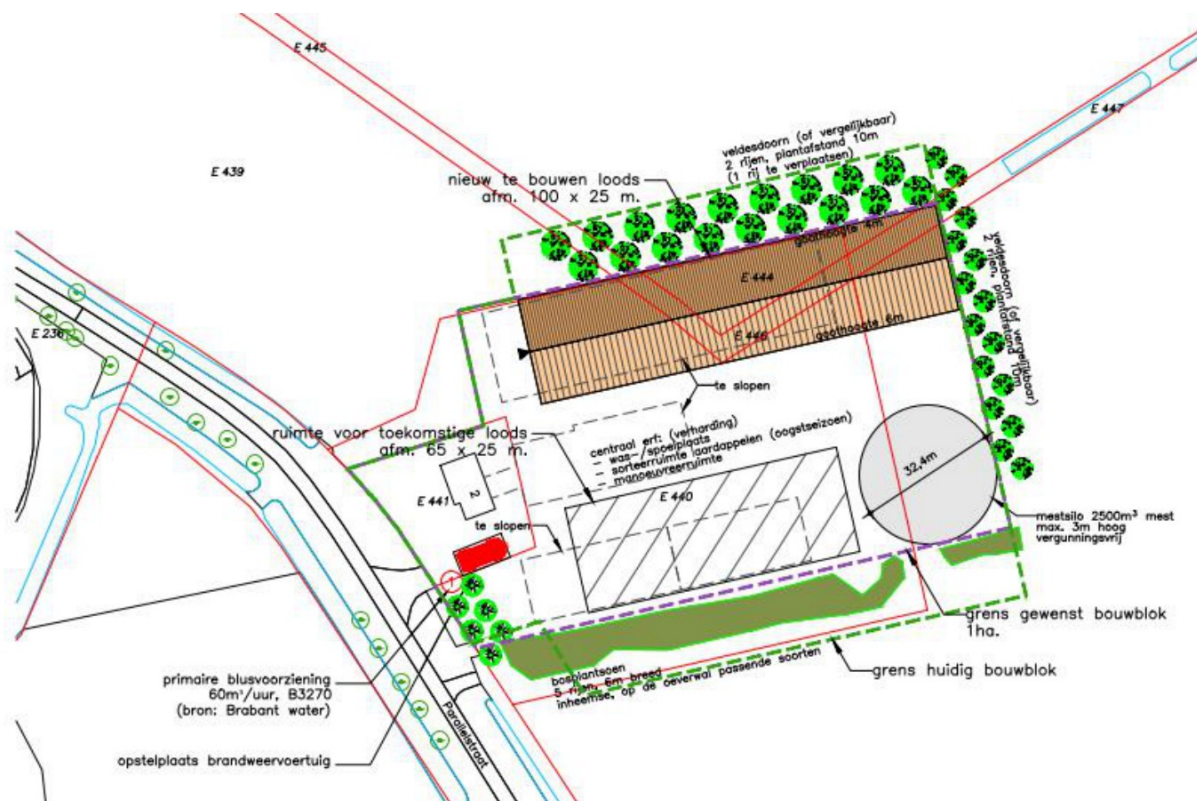 E 445
E 447
E 439
veldesdoorn (of vergelijkbaar)
2 rijen, plantafstand 10m
(1 rij te verplaatsen)
nieuw te bouwen loods
afm. 100 x 25 m.
goothoogte 4m
E 444
veldesdoorn (of vergelijkbaar)
2 rijen, plantafstand 10m
E 236
E 446
goothoogte 6m
te slopen
ruimte voor toekomstige loods
afm. 65 x 25 m.
centraal erf: (verharding)
- was-/spoelplaats
- sorteerruimte aardappelen (oogstseizoen)
- manoeuvreerruimte
32,4m
2
E 441
E 440
te slopen
mestsilo 2500m³ mest
max. 3m hoog
vergunningsvrij
grens gewenst bouwblok
1ha.
grens huidig bouwblok
bosplantsoen
5 rijen, 6m breed
inheemse, op de oeverwal passende soorten
primaire blusvoorziening
60m³/uur, B3270
(bron: Brabant water)
opstelplaats brandweervoertuig
Parallelstraat